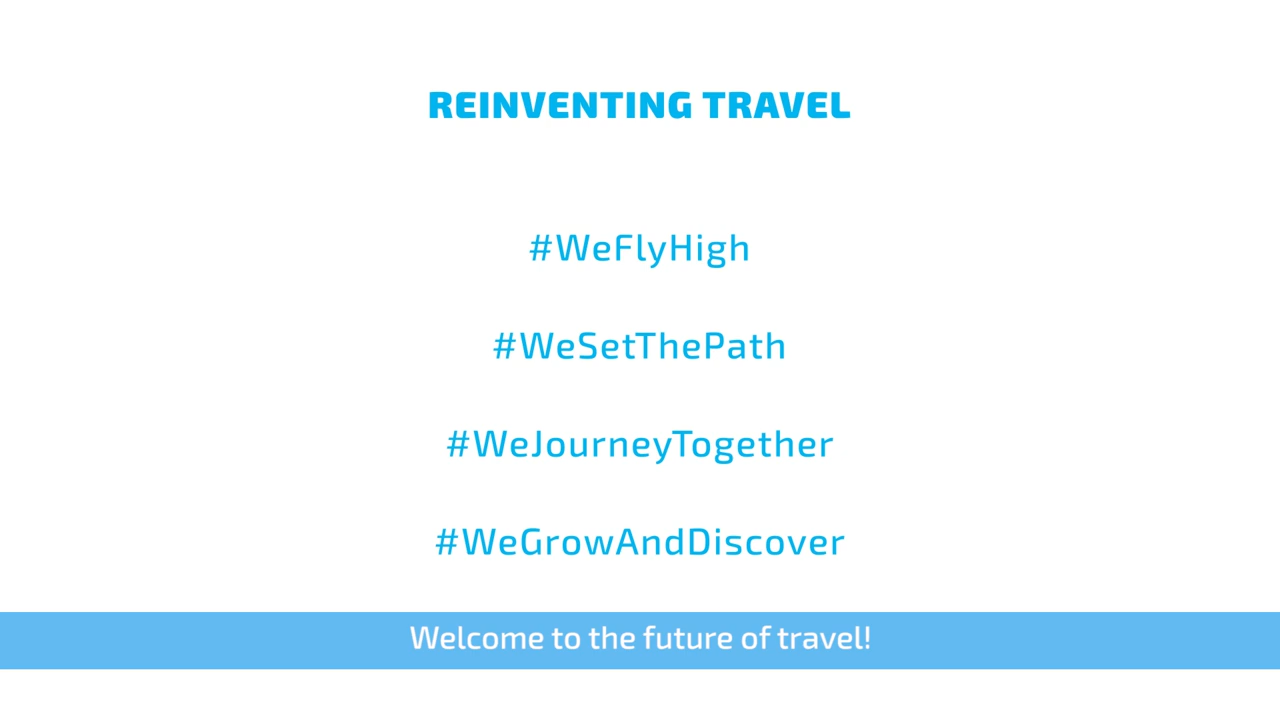 REINVENTING TRAVEL
#WeFlyHigh
#WeSetThePath
#WeJourneyTogether
#WeGrowAndDiscover
Welcome to the future of travel!